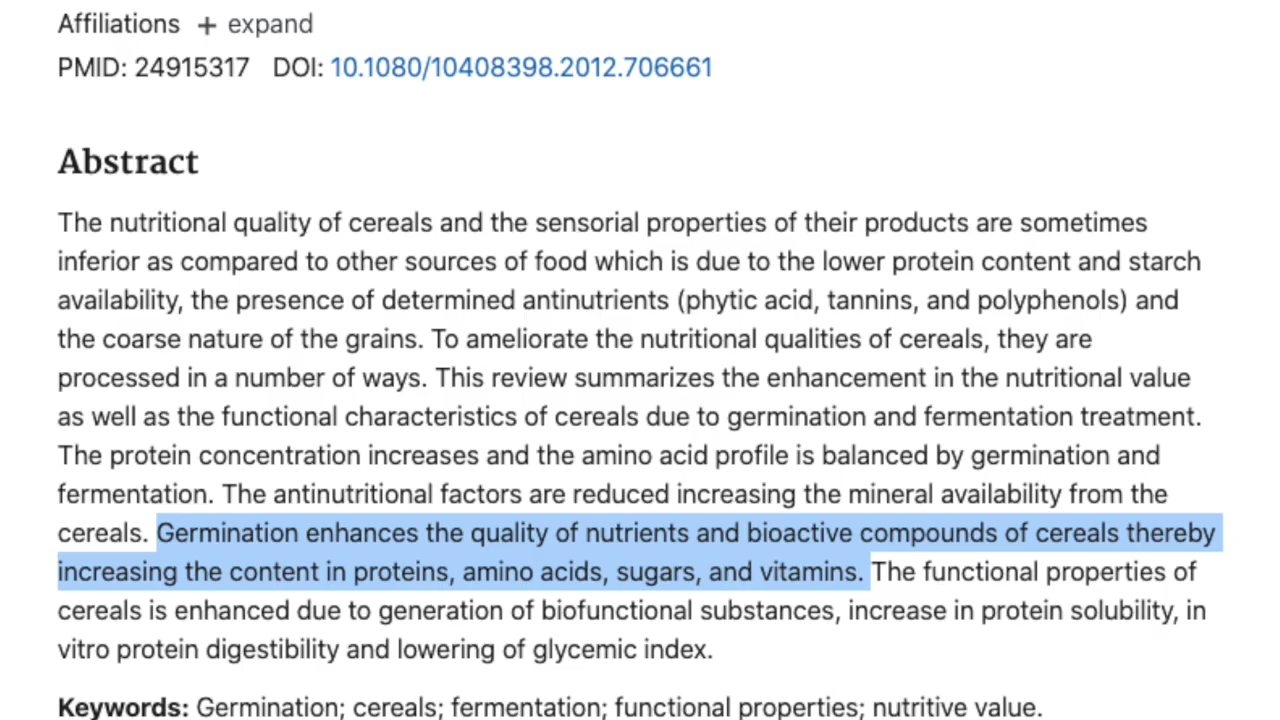 Affiliations + expand
PMID: 24915317 DOI: 10.1080/10408398.2012.706661
Abstract
The nutritional quality of cereals and the sensorial properties of their products are sometimes
inferior as compared to other sources of food which is due to the lower protein content and starch
availability, the presence of determined antinutrients (phytic acid, tannins, and polyphenols) and
the coarse nature of the grains. To ameliorate the nutritional qualities of cereals, they are
processed in a number of ways. This review summarizes the enhancement in the nutritional value
as well as the functional characteristics of cereals due to germination and fermentation treatment.
The protein concentration increases and the amino acid profile is balanced by germination and
fermentation. The antinutritional factors are reduced increasing the mineral availability from the
cereals. Germination enhances the quality of nutrients and bioactive compounds of cereals thereby
increasing the content in proteins, amino acids, sugars, and vitamins. The functional properties of
cereals is enhanced due to generation of biofunctional substances, increase in protein solubility, in
vitro protein digestibility and lowering of glycemic index.
Keywords: Germination; cereals; fermentation; functional properties; nutritive value.